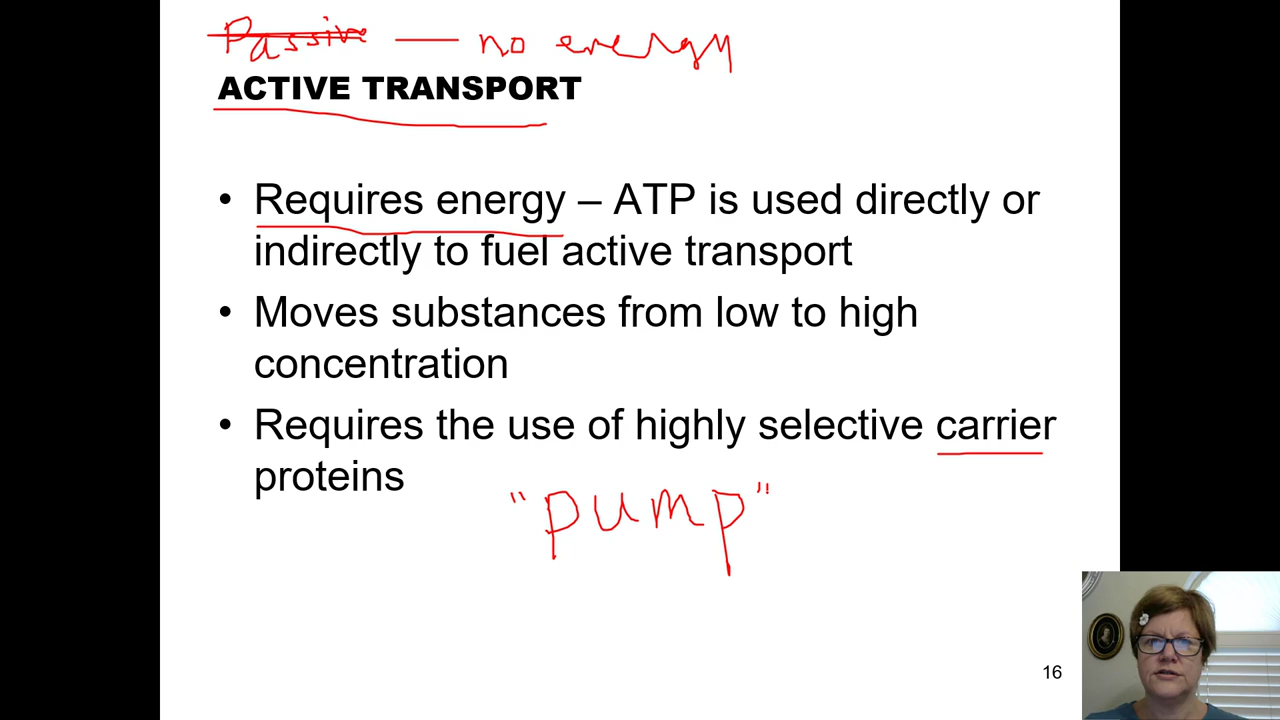 Passive — no energy
ACTIVE TRANSPORT
• Requires energy – ATP is used directly or
indirectly to fuel active transport
• Moves substances from low to high
concentration
• Requires the use of highly selective carrier
proteins
"pump"
16